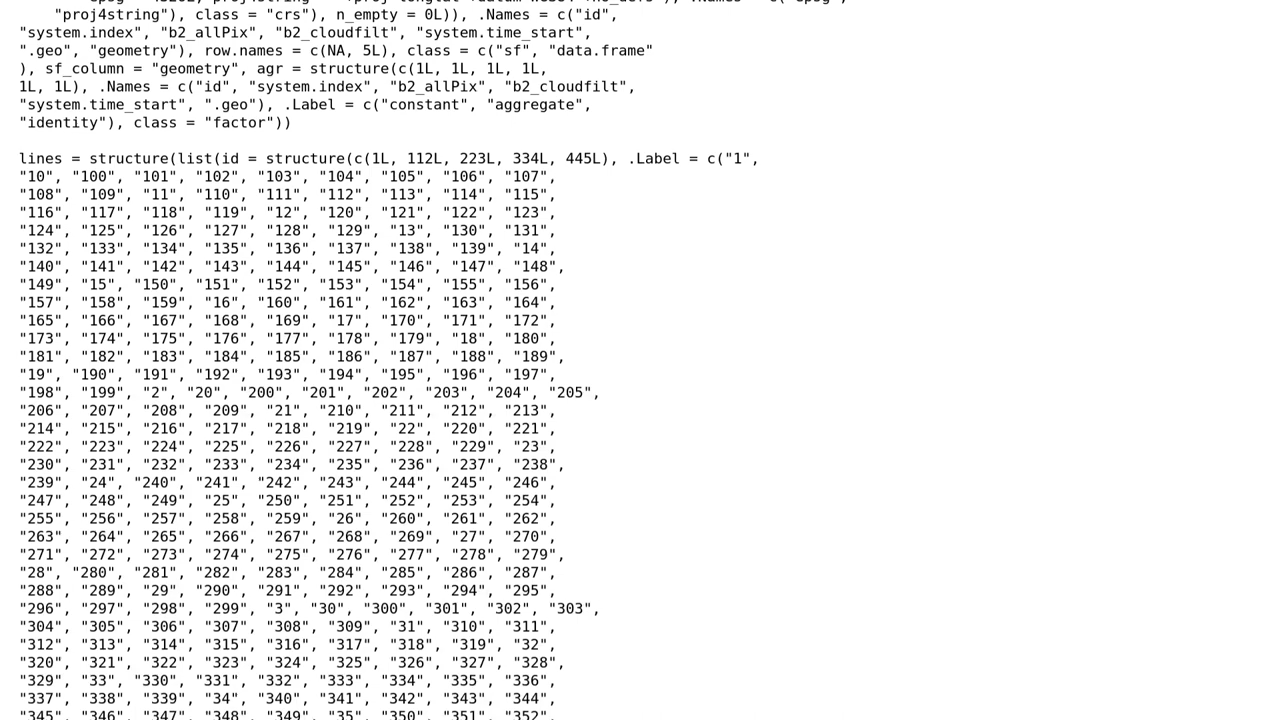 "proj4string"), class = "crs"), n_empty = 0L)), .Names = c("id",
"system.index", "b2_allPix", "b2_cloudfilt", "system.time_start",
".geo", "geometry"), row.names = c(NA, 5L), class = c("sf", "data.frame"
), sf_column = "geometry", agr = structure(c(1L, 1L, 1L, 1L,
1L, 1L), .Names = c("id", "system.index", "b2_allPix", "b2_cloudfilt",
"system.time_start", ".geo"), .Label = c("constant", "aggregate",
"identity"), class = "factor"))
lines = structure(list(id = structure(c(1L, 112L, 223L, 334L, 445L), .Label = c("1",
"10", "100", "101", "102", "103", "104", "105", "106", "107",
"108", "109", "11", "110", "111", "112", "113", "114", "115",
"116", "117", "118", "119", "12", "120", "121", "122", "123",
"124", "125", "126", "127", "128", "129", "13", "130", "131",
"132", "133", "134", "135", "136", "137", "138", "139", "14",
"140", "141", "142", "143", "144", "145", "146", "147", "148",
"149", "15", "150", "151", "152", "153", "154", "155", "156",
"157", "158", "159", "16", "160", "161", "162", "163", "164",
"165", "166", "167", "168", "169", "17", "170", "171", "172",
"173", "174", "175", "176", "177", "178", "179", "18", "180",
"181", "182", "183", "184", "185", "186", "187", "188", "189",
"19", "190", "191", "192", "193", "194", "195", "196", "197",
"198", "199", "2", "20", "200", "201", "202", "203", "204", "205",
"206", "207", "208", "209", "21", "210", "211", "212", "213",
"214", "215", "216", "217", "218", "219", "22", "220", "221",
"222", "223", "224", "225", "226", "227", "228", "229", "23",
"230", "231", "232", "233", "234", "235", "236", "237", "238",
"239", "24", "240", "241", "242", "243", "244", "245", "246",
"247", "248", "249", "25", "250", "251", "252", "253", "254",
"255", "256", "257", "258", "259", "26", "260", "261", "262",
"263", "264", "265", "266", "267", "268", "269", "27", "270",
"271", "272", "273", "274", "275", "276", "277", "278", "279",
"28", "280", "281", "282", "283", "284", "285", "286", "287",
"288", "289", "29", "290", "291", "292", "293", "294", "295",
"296", "297", "298", "299", "3", "30", "300", "301", "302", "303",
"304", "305", "306", "307", "308", "309", "31", "310", "311",
"312", "313", "314", "315", "316", "317", "318", "319", "32",
"320", "321", "322", "323", "324", "325", "326", "327", "328",
"329", "33", "330", "331", "332", "333", "334", "335", "336",
"337", "338", "339", "34", "340", "341", "342", "343", "344",
"345", "346", "347", "348", "349", "35", "350", "351", "352",